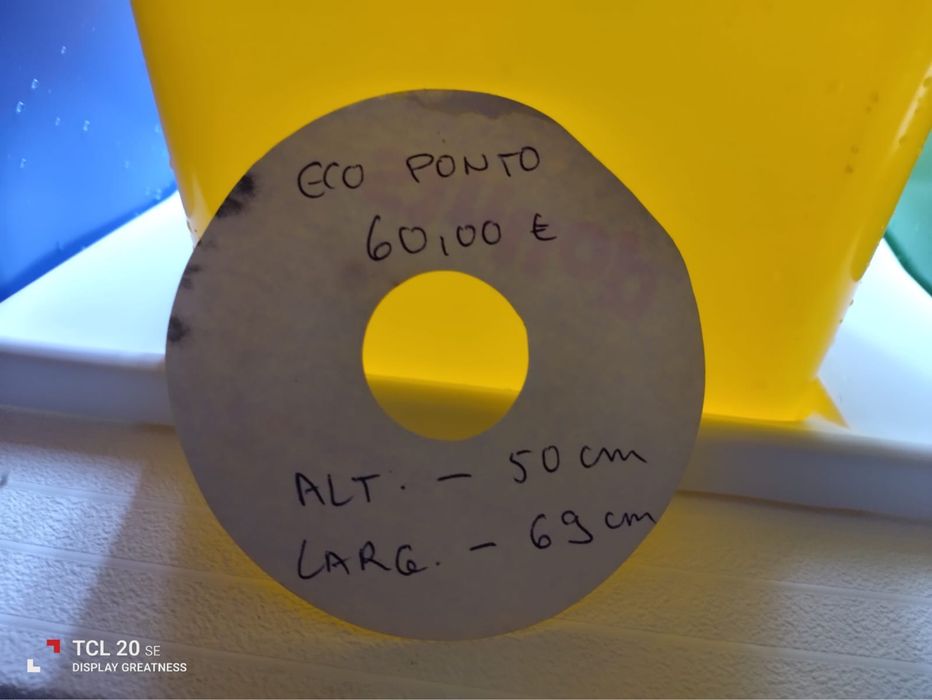 ECO PONTO
60,00 €
ALT. - 50 cm
LARG. - 69 cm
TCL 20 SE
DISPLAY GREATNESS